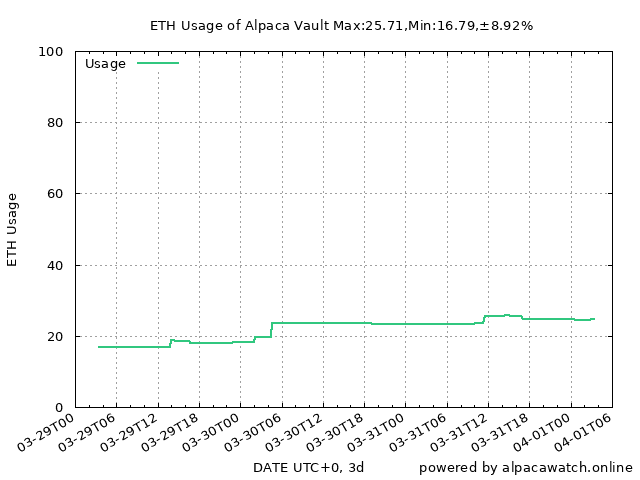 ETH Usage of Alpaca Vault Max:25.71,Min:16.79,±8.92%
Usage
ETH Usage
100
80
60
40
20
0
03-29T00
03-29T06
03-29T12
03-29T18
03-30T00
03-30T06
03-30T12
03-30T18
03-31T00
03-31T06
03-31T12
03-31T18
04-01T00
04-01T06
DATE UTC+0, 3d
powered by alpacawatch.online